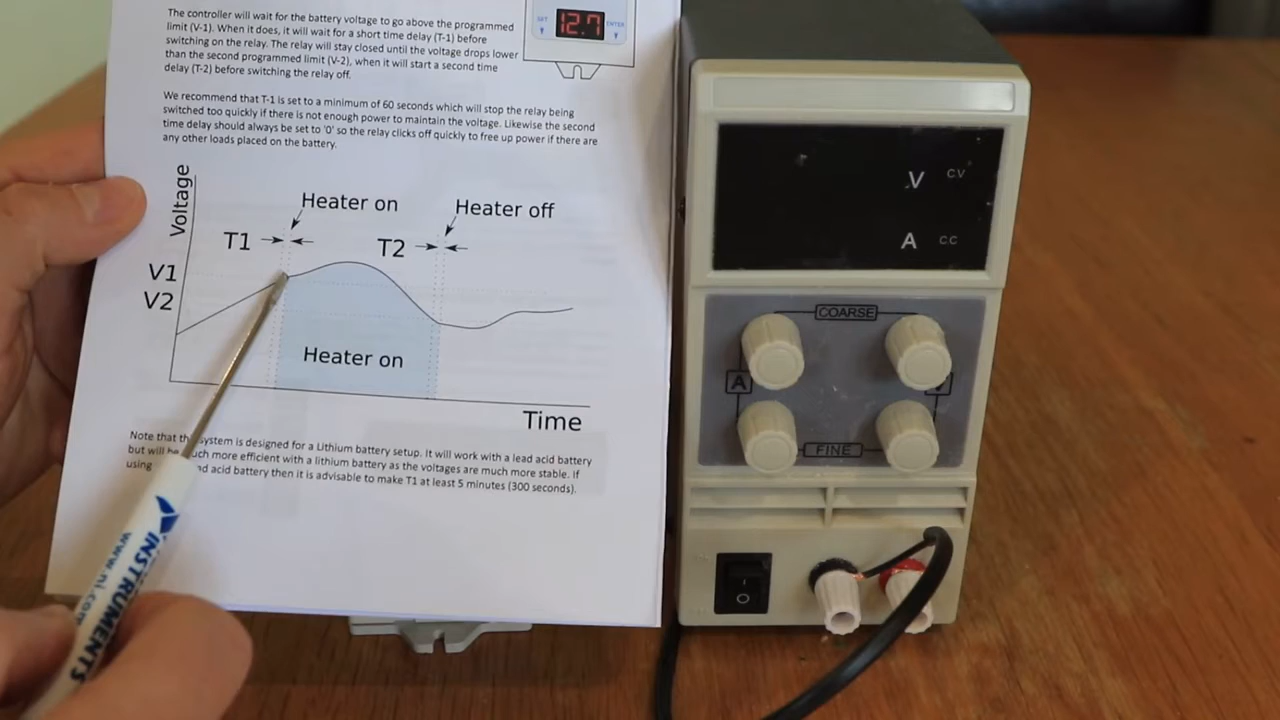 The controller will wait for the battery voltage to go above the programmed
limit (V-1). When it does, it will wait for a short time delay (T-1) before
switching on the relay. The relay will stay closed until the voltage drops lower
than the second programmed limit (V-2), when it will start a second time
delay (T-2) before switching the relay off.
SET
12.7
ENTER
We recommend that T-1 is set to a minimum of 60 seconds which will stop the relay being
switched too quickly if there is not enough power to maintain the voltage. Likewise the second
time delay should always be set to '0' so the relay clicks off quickly to free up power if there are
any other loads placed on the battery.
Voltage
Heater on
Heater off
T1
T2
V1
V2
Heater on
Time
Note that system is designed for a Lithium battery setup. It will work with a lead acid battery
but will more efficient with a lithium battery as the voltages are much more stable. If
using acid battery then it is advisable to make T1 at least 5 minutes (300 seconds).
INSTRUMENTS
www.ni.com
V C.V
A C.C
COARSE
A
FINE